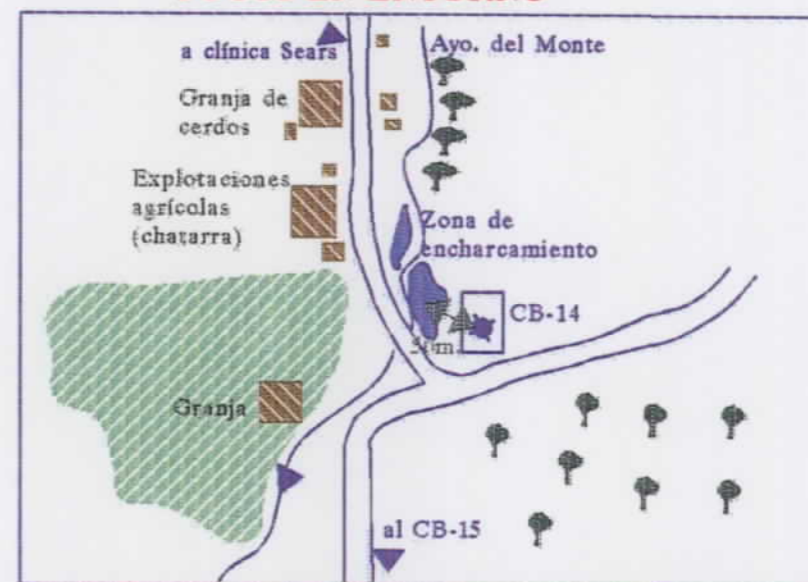 a clínica Sears
Ayo. del Monte
Granja de
cerdos
Explotaciones
agrícolas
(chatarra)
Zona de
encharcamiento
CB-14
50m.
Granja
al CB-15